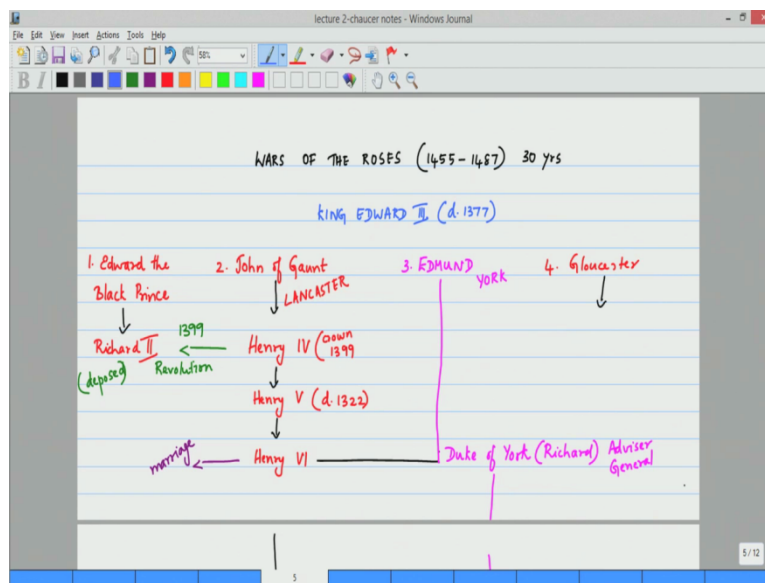 lecture 2-chaucer notes - Windows Journal
File Edit View Insert Actions Tools Help
58%
B I
WARS OF THE ROSES (1455-1487) 30 yrs
KING EDWARD III (d.1377)
1. Edward the Black Prince
2. John of Gaunt
LANCASTER
3. EDMUND
YORK
4. Gloucester
Richard II
(deposed)
1399
Revolution
Henry IV (Down
1399
Henry V (d.1322)
marriage
Henry VI
Duke of York (Richard) Adviser
General
5/12
5